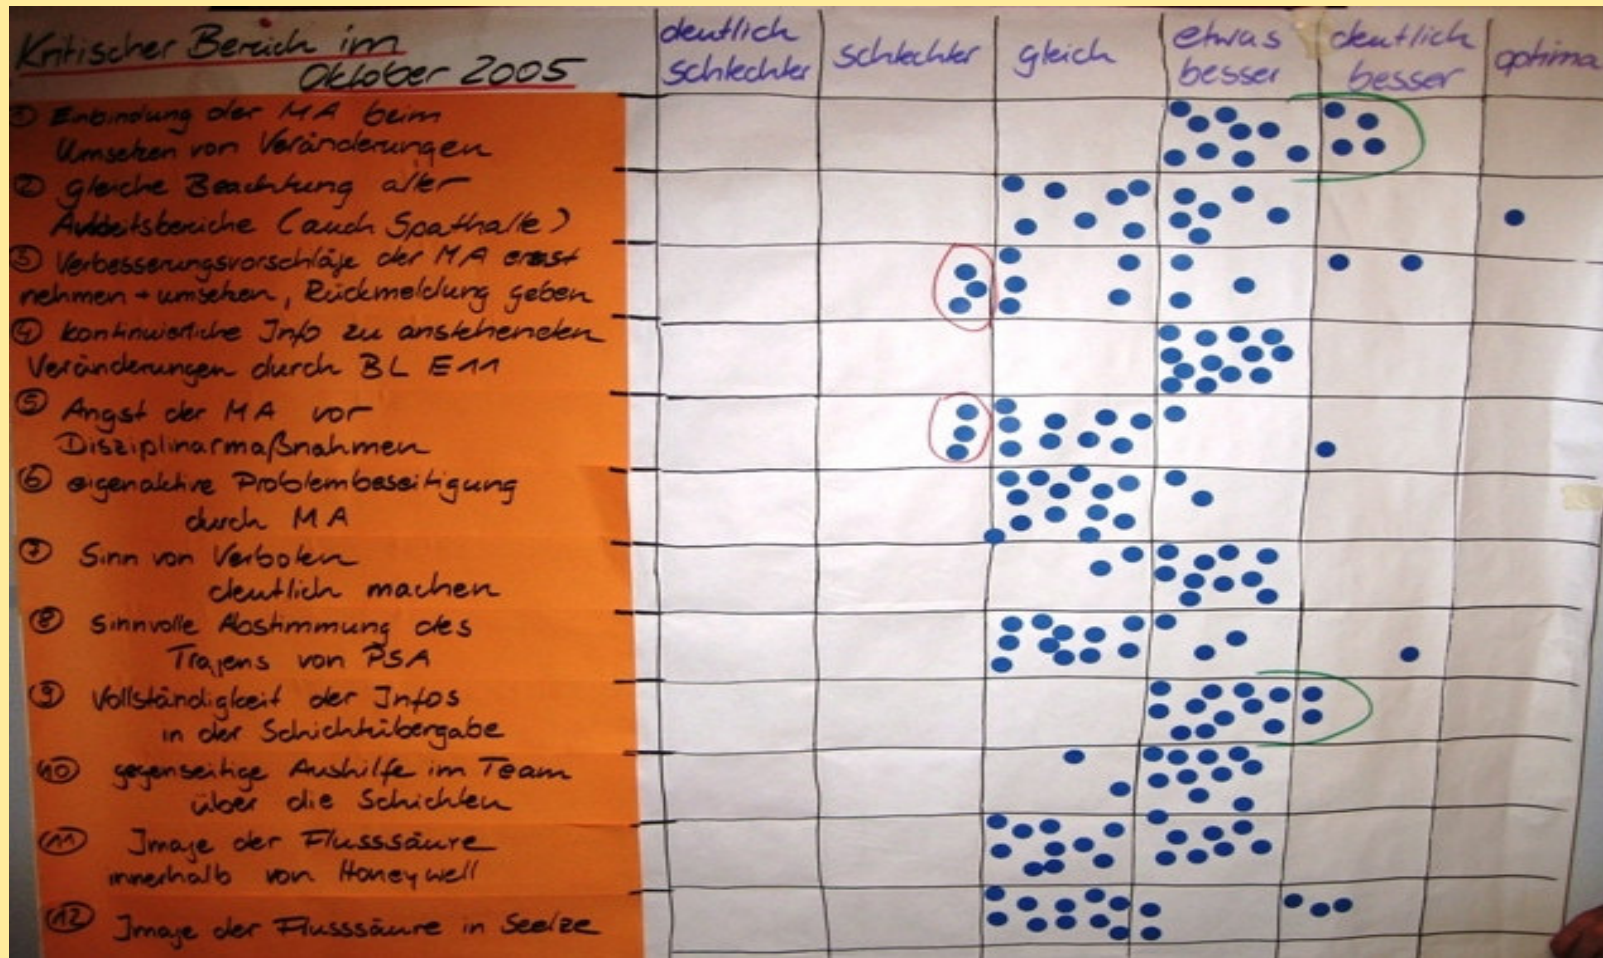 Kritischer Bereich im
Oktober 2005
deutlich
schlechter
schlechter
gleich
etwas
besser
deutlich
besser
optima
① Einbindung der MA beim
Umsetzen von Veränderungen
② gleiche Beachtung aller
Arbeitsbereiche (auch Spathalle)
③ Verbesserungsvorschläge der MA ernst
nehmen + umsetzen, Rückmeldung geben
④ kontinuierliche Info zu anstehenden
Veränderungen durch BL E11
⑤ Angst der MA vor
Disziplinarmaßnahmen
⑥ eigenaktive Problembeseitigung
durch MA
⑦ Sinn von Verboten
deutlich machen
⑧ Sinnvolle Abstimmung des
Tragens von PSA
⑨ Vollständigkeit der Infos
in der Schichtübergabe
⑩ gegenseitige Aushilfe im Team
über die Schichten
⑪ Image der Flusssäure
innerhalb von Honeywell
⑫ Image der Flusssäure in Seelze